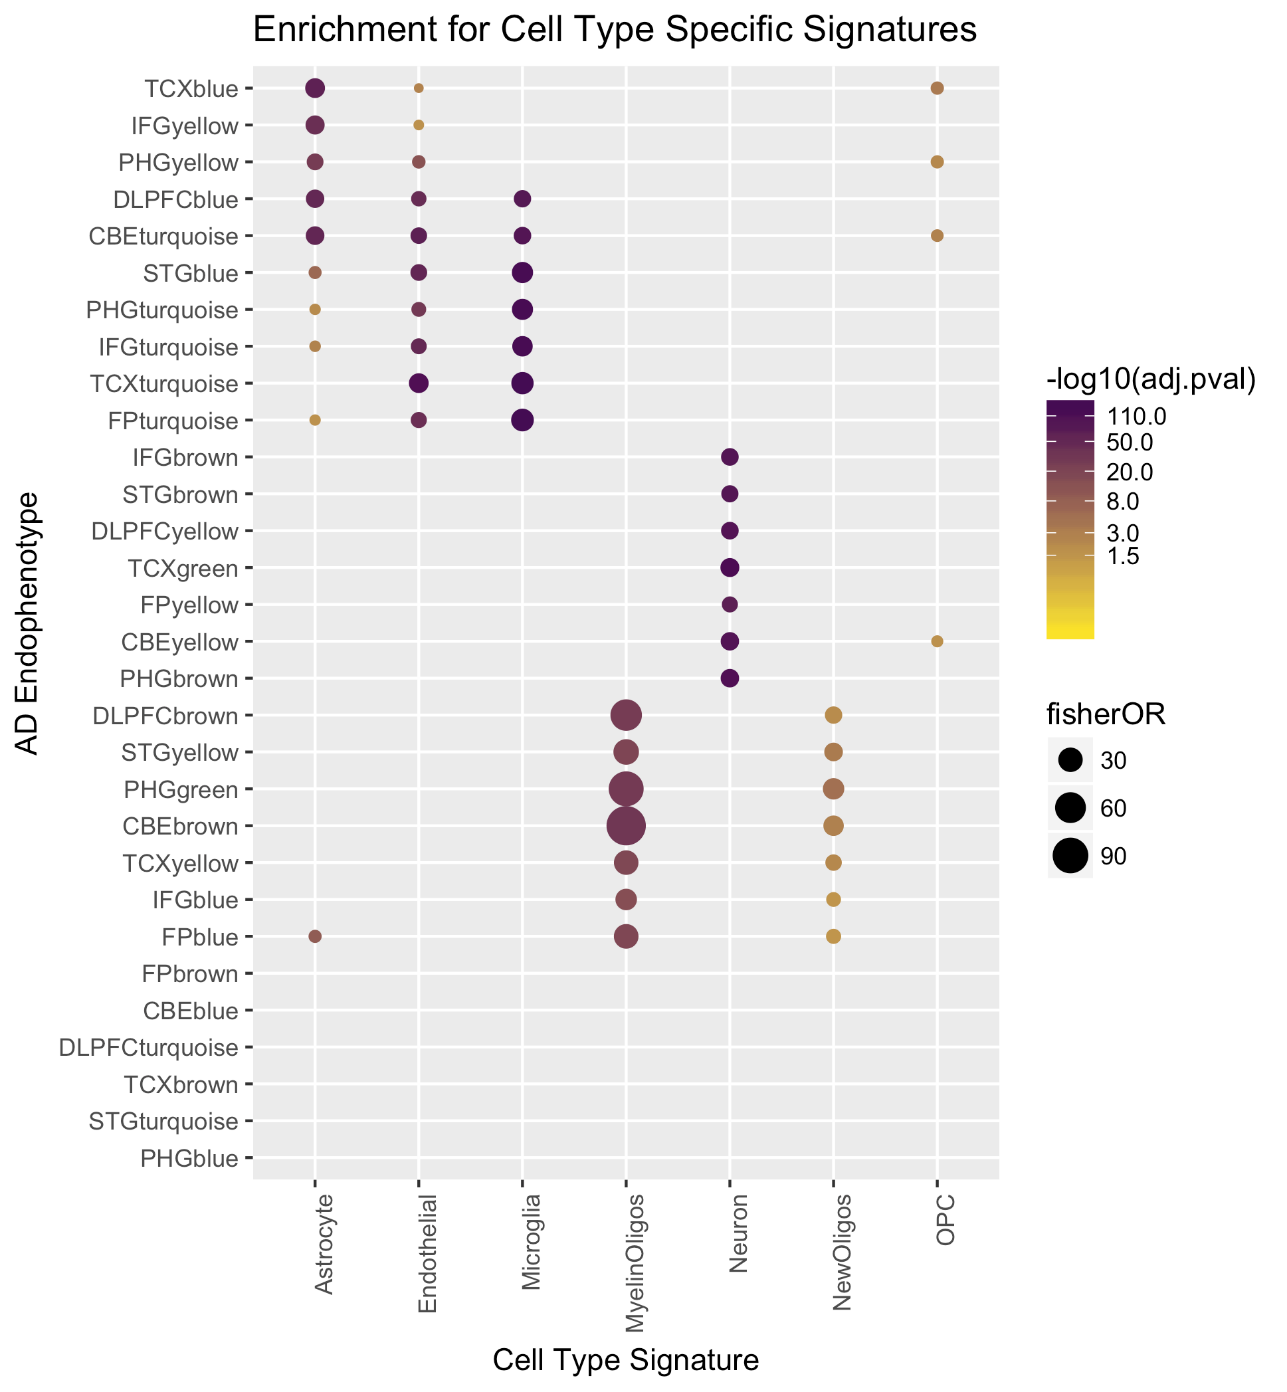 Enrichment for Cell Type Specific Signatures
AD Endophenotype
TCXblue
IFGyellow
PHGyellow
DLPFCblue
CBEturquoise
STGblue
PHGturquoise
IFGturquoise
TCXturquoise
FPturquoise
IFGbrown
STGbrown
DLPFCyellow
TCXgreen
FPyellow
CBEyellow
PHGbrown
DLPFCbrown
STGyellow
PHGgreen
CBEbrown
TCXyellow
IFGblue
FPblue
FPbrown
CBEblue
DLPFCturquoise
TCXbrown
STGturquoise
PHGblue
Astrocyte
Endothelial
Microglia
MyelinOligos
Neuron
NewOligos
OPC
Cell Type Signature
-log10(adj.pval)
110.0
50.0
20.0
8.0
3.0
1.5
fisherOR
30
60
90